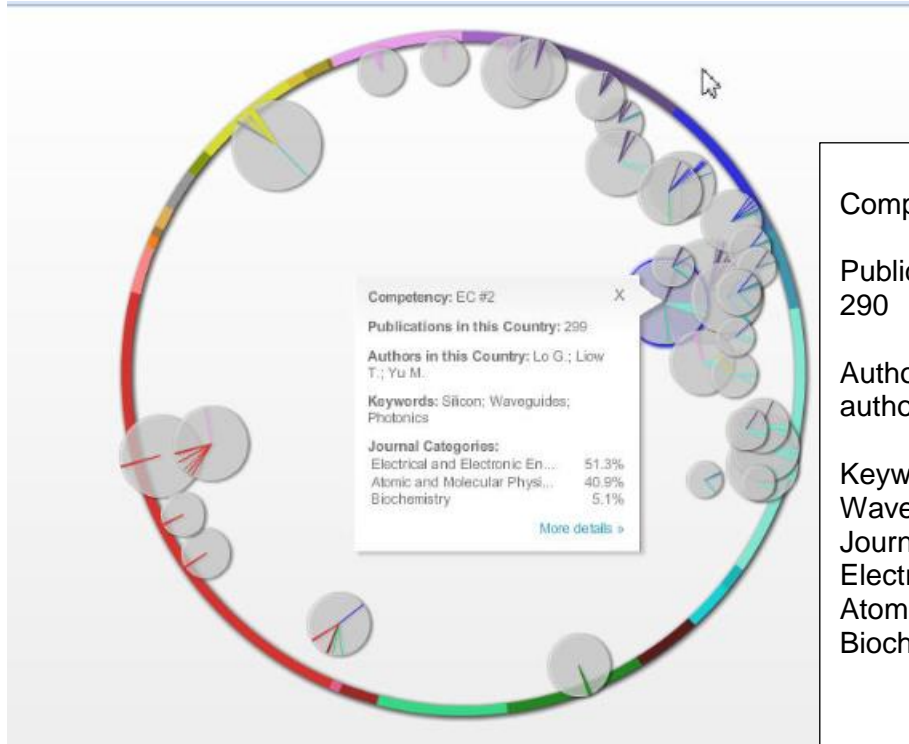 Competency: EC #2 X
Publications in this Country: 299
Authors in this Country: Lo G.; Liow
T.; Yu M.
Keywords: Silicon; Waveguides;
Photonics
Journal Categories:
Electrical and Electronic En... 51.3%
Atomic and Molecular Physi... 40.9%
Biochemistry 5.1%
More details »
Comp
Public
290
Autho
autho
Keyw
Wave
Journ
Electr
Atom
Bioch